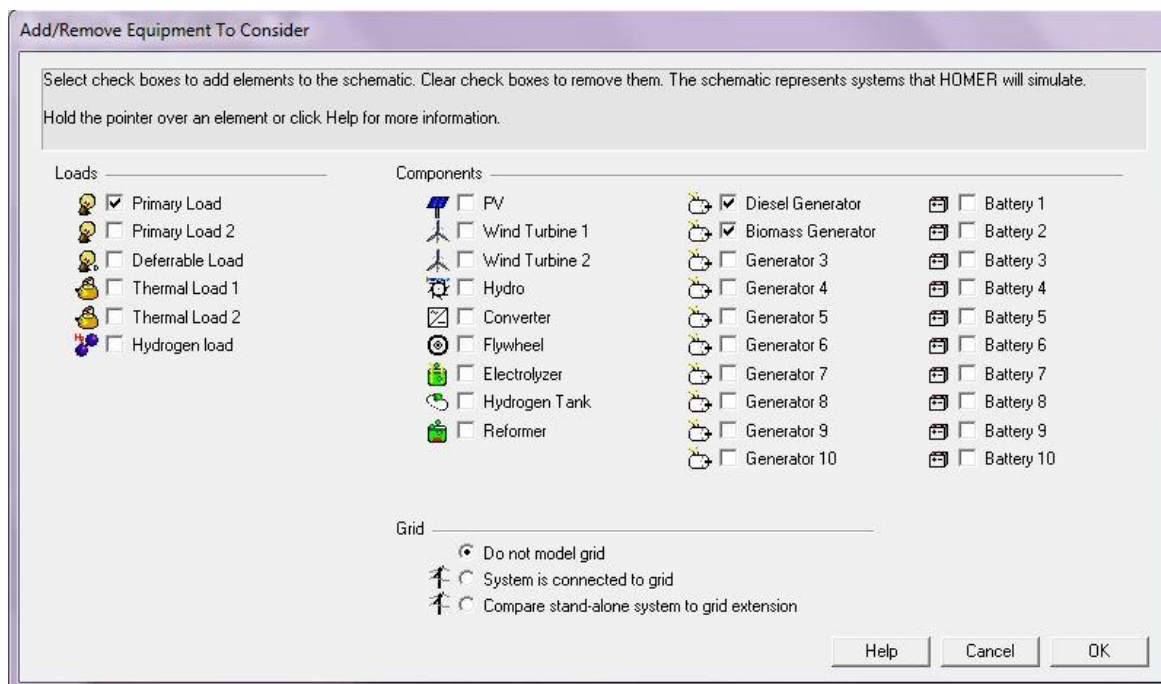 Add/Remove Equipment To Consider
Select check boxes to add elements to the schematic. Clear check boxes to remove them. The schematic represents systems that HOMER will simulate.
Hold the pointer over an element or click Help for more information.
Loads
Primary Load
Primary Load 2
Deferrable Load
Thermal Load 1
Thermal Load 2
Hydrogen load
Components
PV
Wind Turbine 1
Wind Turbine 2
Hydro
Converter
Flywheel
Electrolyzer
Hydrogen Tank
Reformer
Diesel Generator
Biomass Generator
Generator 3
Generator 4
Generator 5
Generator 6
Generator 7
Generator 8
Generator 9
Generator 10
Battery 1
Battery 2
Battery 3
Battery 4
Battery 5
Battery 6
Battery 7
Battery 8
Battery 9
Battery 10
Grid
Do not model grid
System is connected to grid
Compare stand-alone system to grid extension
Help Cancel OK